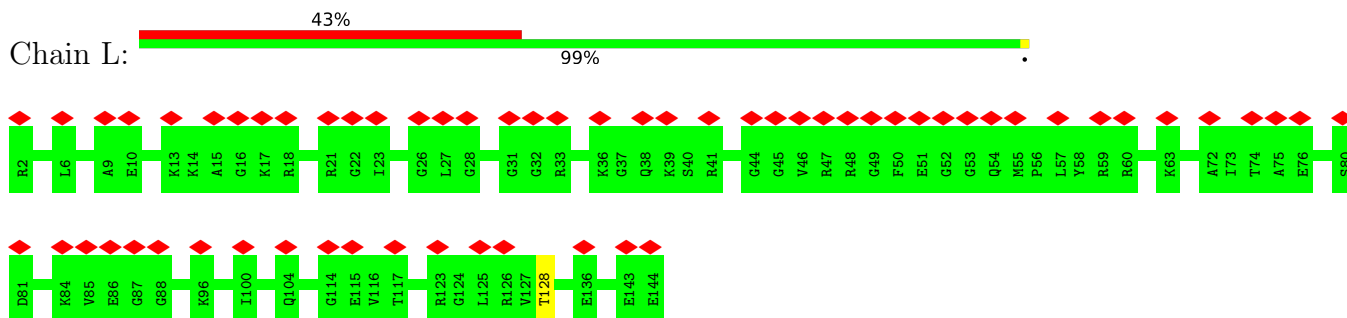 43%
Chain L:
99%
.
R2 L6 A9 E10 K13 K14 A15 G16 K17 R18 R21 G22 I23 G26 L27 G28 G31 G32 R33 K36 G37 Q38 K39 S40 R41 G44 G45 V46 R47 R48 G49 F50 E51 G52 G53 Q54 M55 P56 L57 Y58 R59 R60 K63 A72 I73 T74 A75 E76 S80
D81 K84 V85 E86 G87 G88 K96 I100 Q104 G114 E115 V116 T117 R123 G124 L125 R126 V127 T128 E136 E143 E144